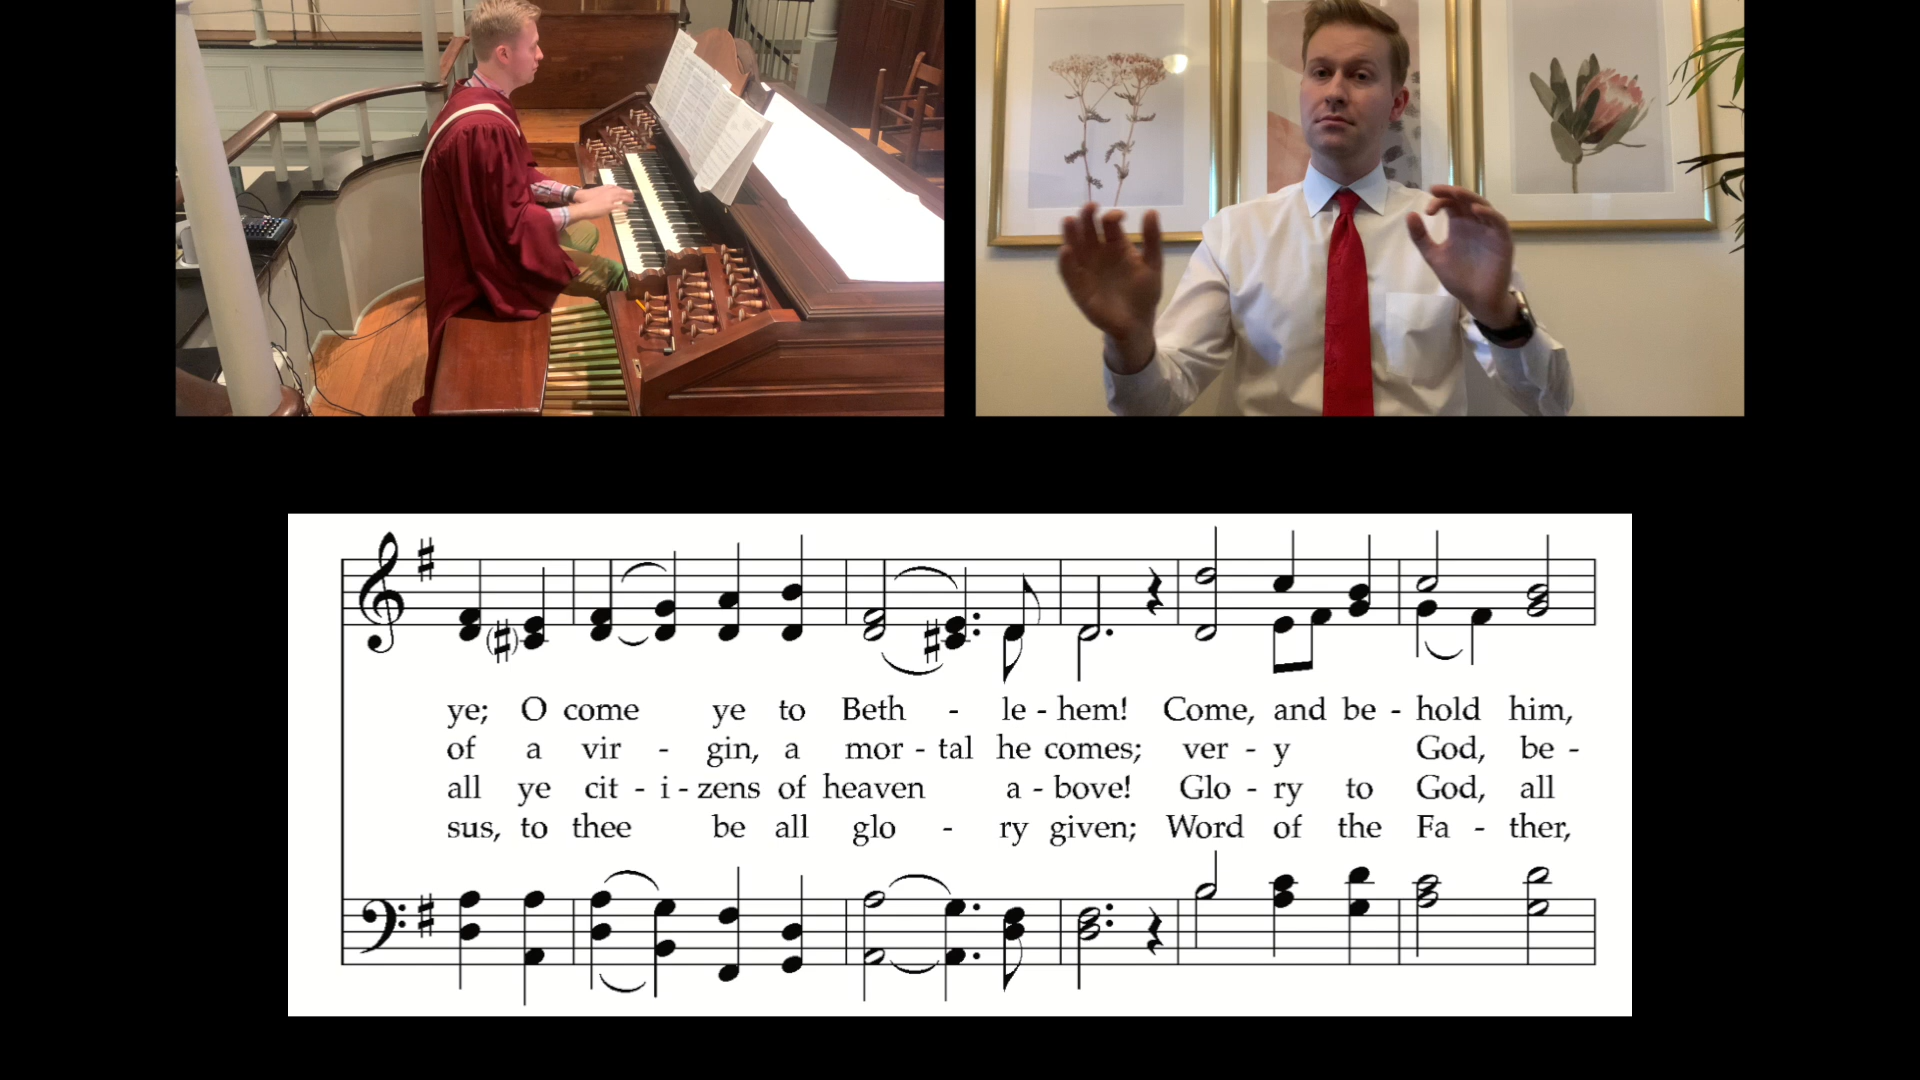 ye; O come ye to Beth - le - hem! Come, and be - hold him,
of a vir - gin, a mor - tal he comes; ver - y God, be -
all ye cit - i - zens of heaven a - bove! Glo - ry to God, all
sus, to thee be all glo - ry given; Word of the Fa - ther,